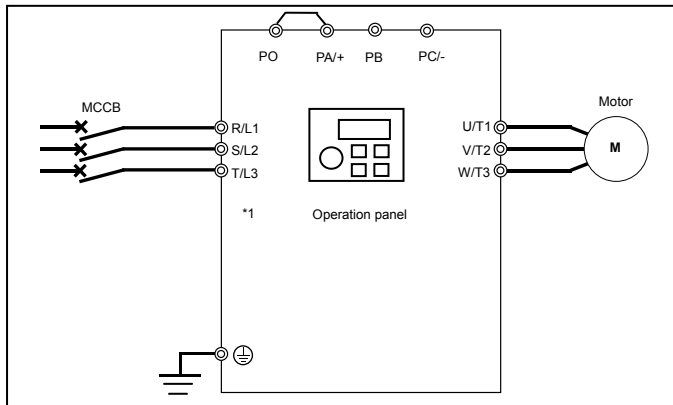 PO PA/+ PB PC/-
MCCB
Motor
R/L1
U/T1
S/L2
V/T2
M
T/L3
W/T3
*1
Operation panel